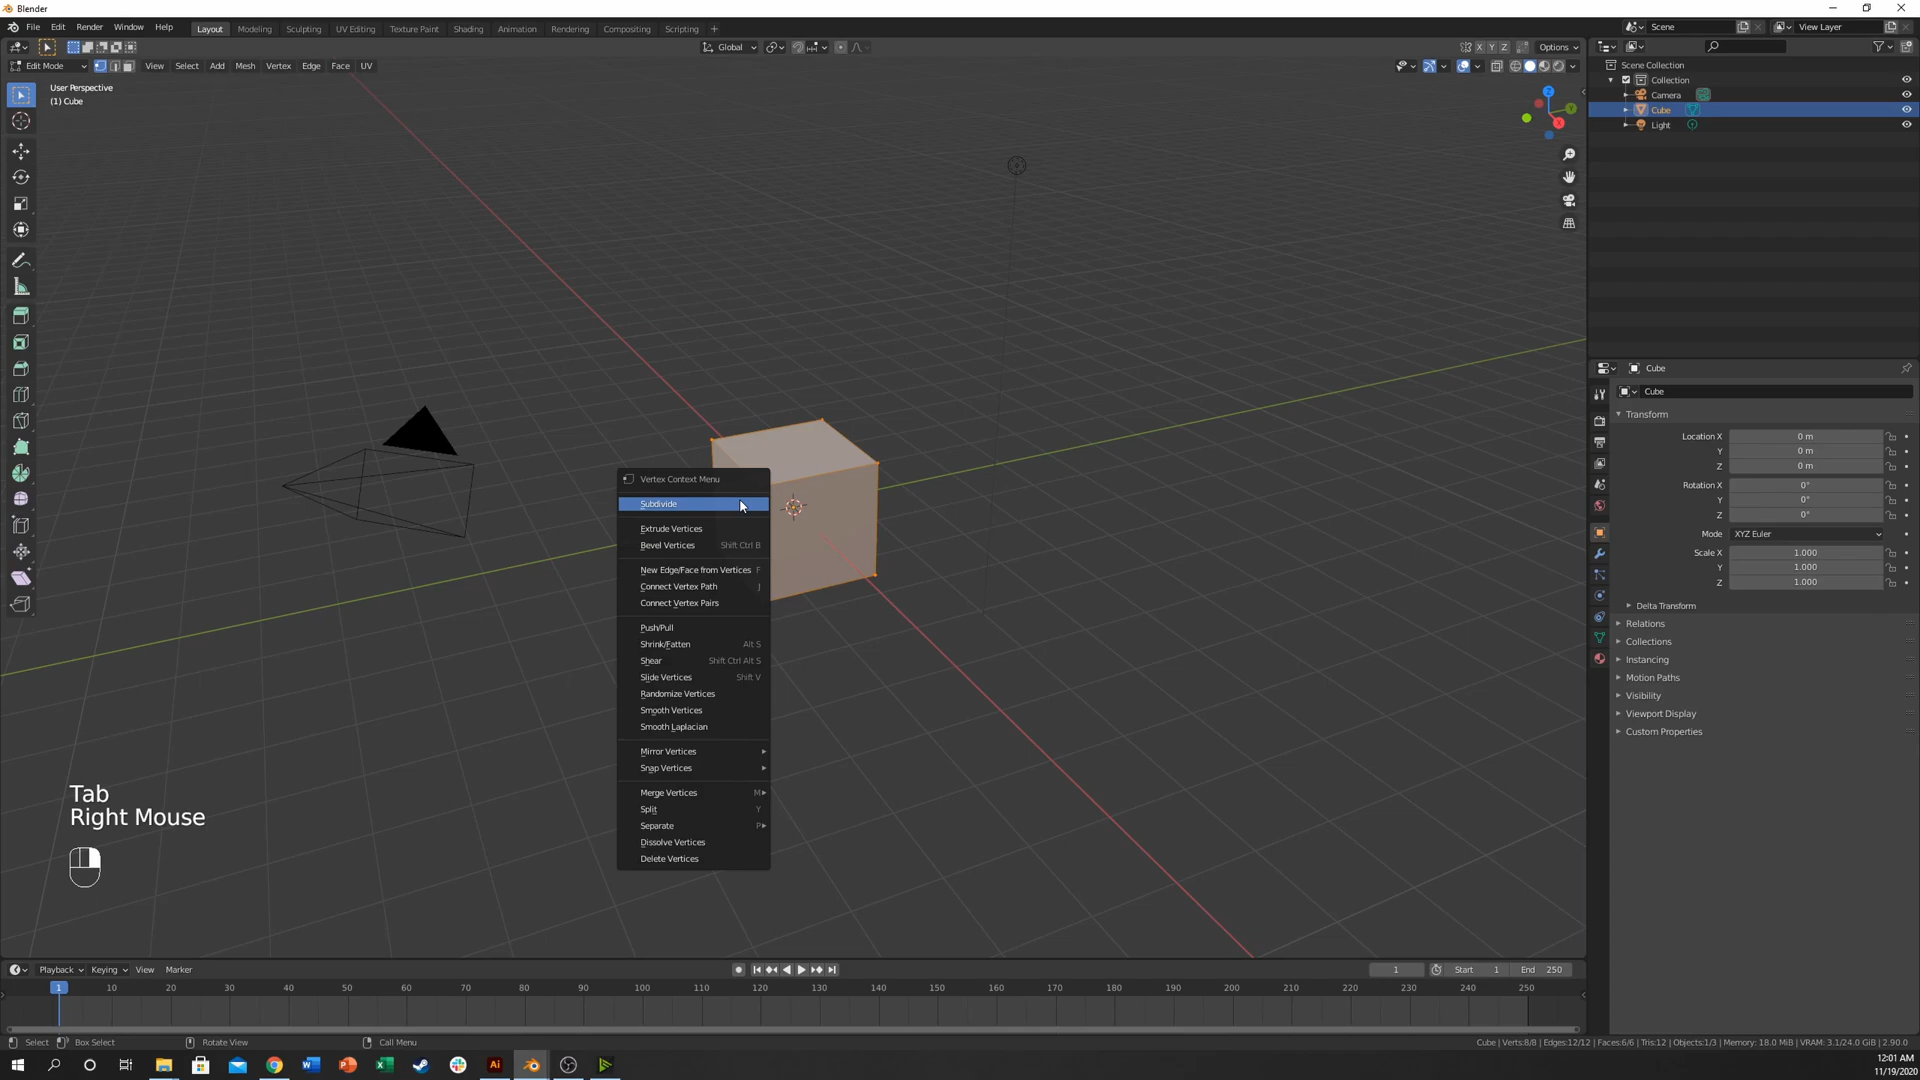 Blender
File Edit Render Window Help Layout Modeling Sculpting UV Editing Texture Paint Shading Animation Rendering Compositing Scripting + Scene View Layer
Global X Y Z Options
Edit Mode View Select Add Mesh Vertex Edge Face UV
User Perspective
(1) Cube
Z
Y
X
Scene Collection
Collection
Camera
Cube
Light
Cube
Cube
Transform
Location X 0 m
Y 0 m
Z 0 m
Rotation X 0°
Y 0°
Z 0°
Mode XYZ Euler
Scale X 1.000
Y 1.000
Z 1.000
Delta Transform
Relations
Collections
Instancing
Motion Paths
Visibility
Viewport Display
Custom Properties
Vertex Context Menu
Subdivide
Extrude Vertices
Bevel Vertices Shift Ctrl B
New Edge/Face from Vertices F
Connect Vertex Path J
Connect Vertex Pairs
Push/Pull
Shrink/Fatten Alt S
Shear Shift Ctrl Alt S
Slide Vertices Shift V
Randomize Vertices
Smooth Vertices
Smooth Laplacian
Mirror Vertices
Snap Vertices
Merge Vertices M
Split Y
Separate P
Dissolve Vertices
Delete Vertices
Tab
Right Mouse
Playback Keying View Marker 1 Start 1 End 250
1 10 20 30 40 50 60 70 80 90 100 110 120 130 140 150 160 170 180 190 200 210 220 230 240 250
Select Box Select Rotate View Call Menu Cube | Verts:8/8 | Edges:12/12 | Faces:6/6 | Tris:12 | Objects:1/3 | Memory: 18.0 MiB | VRAM: 3.1/24.0 GiB | 2.90.0
Ai
12:01 AM
11/19/2020